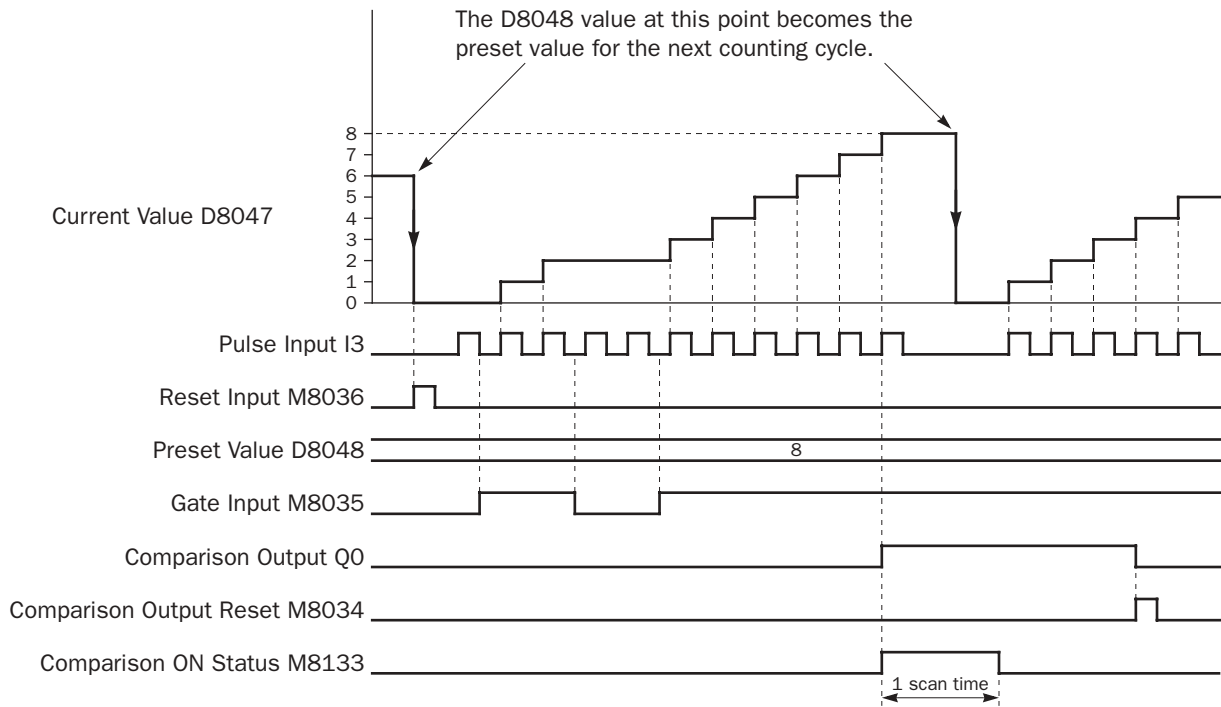 The D8048 value at this point becomes the
preset value for the next counting cycle.
8
7
6
5
4
3
2
1
0
Current Value D8047
Pulse Input I3
Reset Input M8036
Preset Value D8048
8
Gate Input M8035
Comparison Output Q0
Comparison Output Reset M8034
Comparison ON Status M8133
1 scan time